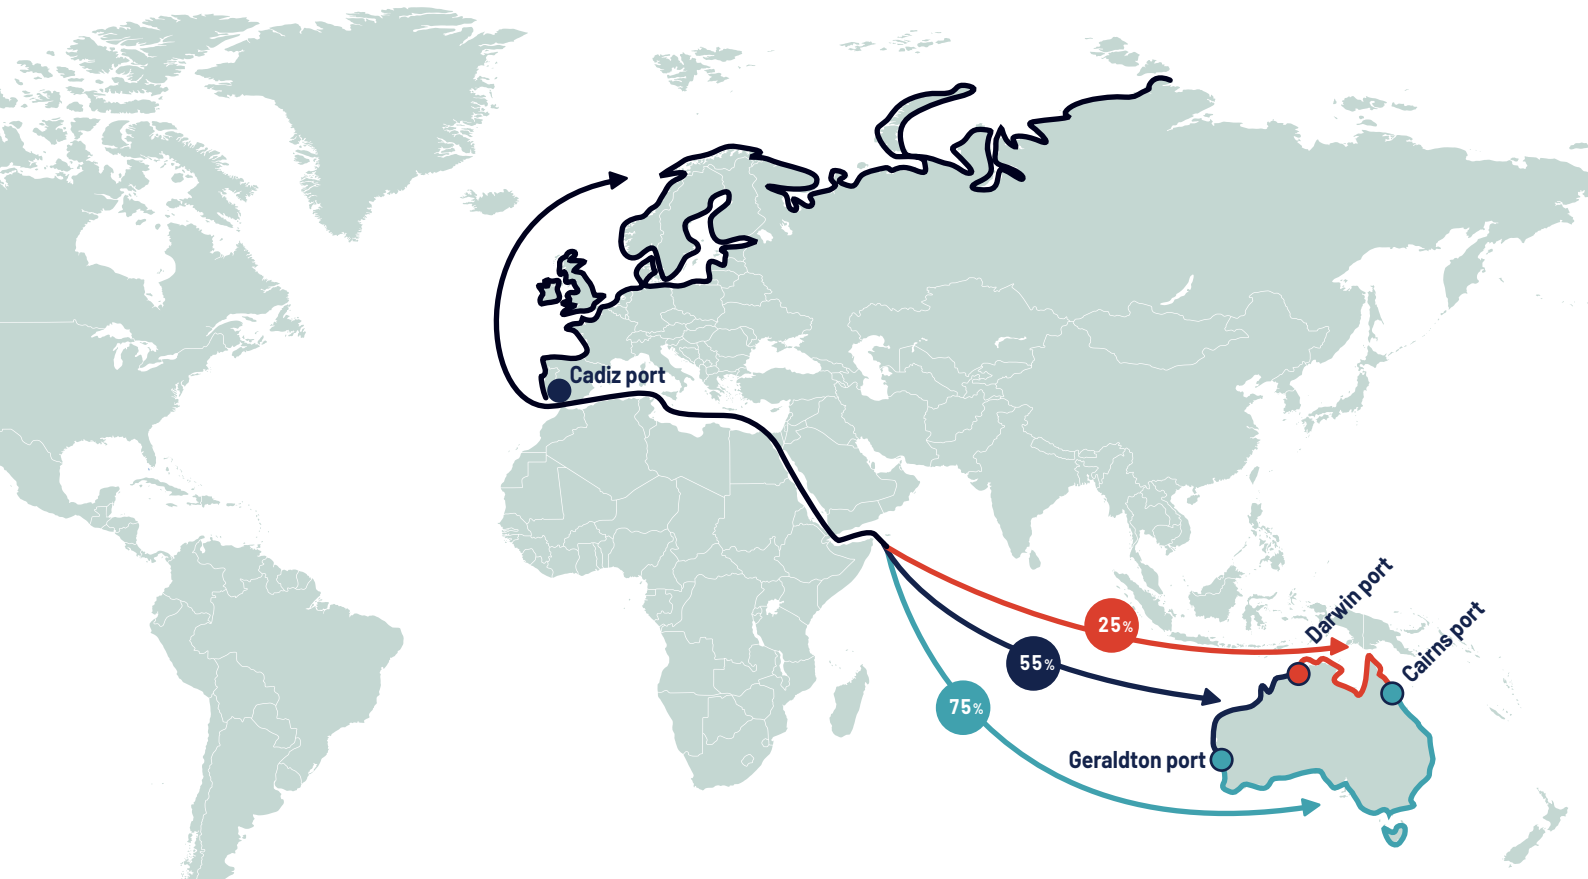 Cadiz port
Darwin port
Cairns port
25%
55%
75%
Geraldton port